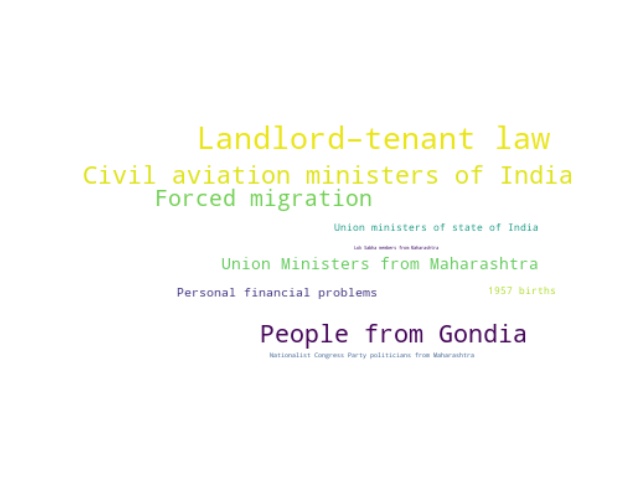 Landlord–tenant law
Civil aviation ministers of India
Forced migration
Union ministers of state of India
Lok Sabha members from Maharashtra
Union Ministers from Maharashtra
Personal financial problems
1957 births
People from Gondia
Nationalist Congress Party politicians from Maharashtra